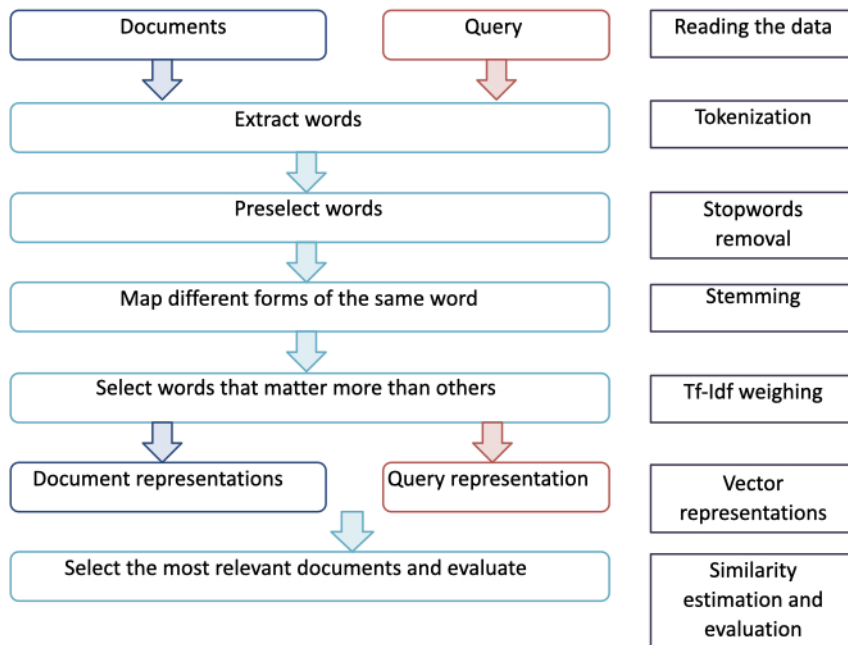 Documents
Query
Reading the data
Extract words
Tokenization
Preselect words
Stopwords
removal
Map different forms of the same word
Stemming
Select words that matter more than others
Tf-Idf weighing
Document representations
Query representation
Vector
representations
Select the most relevant documents and evaluate
Similarity
estimation and
evaluation